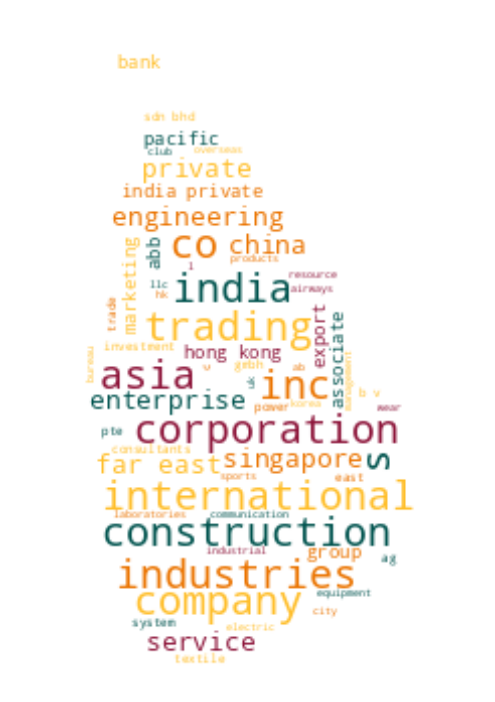 bank
sdn bhd
pacific
club
overseas
private
india private
engineering
abb
co
china
marketing
products
l
india
resource
llc
airways
hk
trade
trading
export
associate
investment
hong kong
bureau
v
gmbh
ab
management
asia
uk
inc
b v
enterprise
power
korea
wear
pte
corporation
consultants
far east
singapore
s
sports
east
international
laboratories
communication
construction
industrial
group
ag
industries
equipment
company
city
system
electric
service
textile